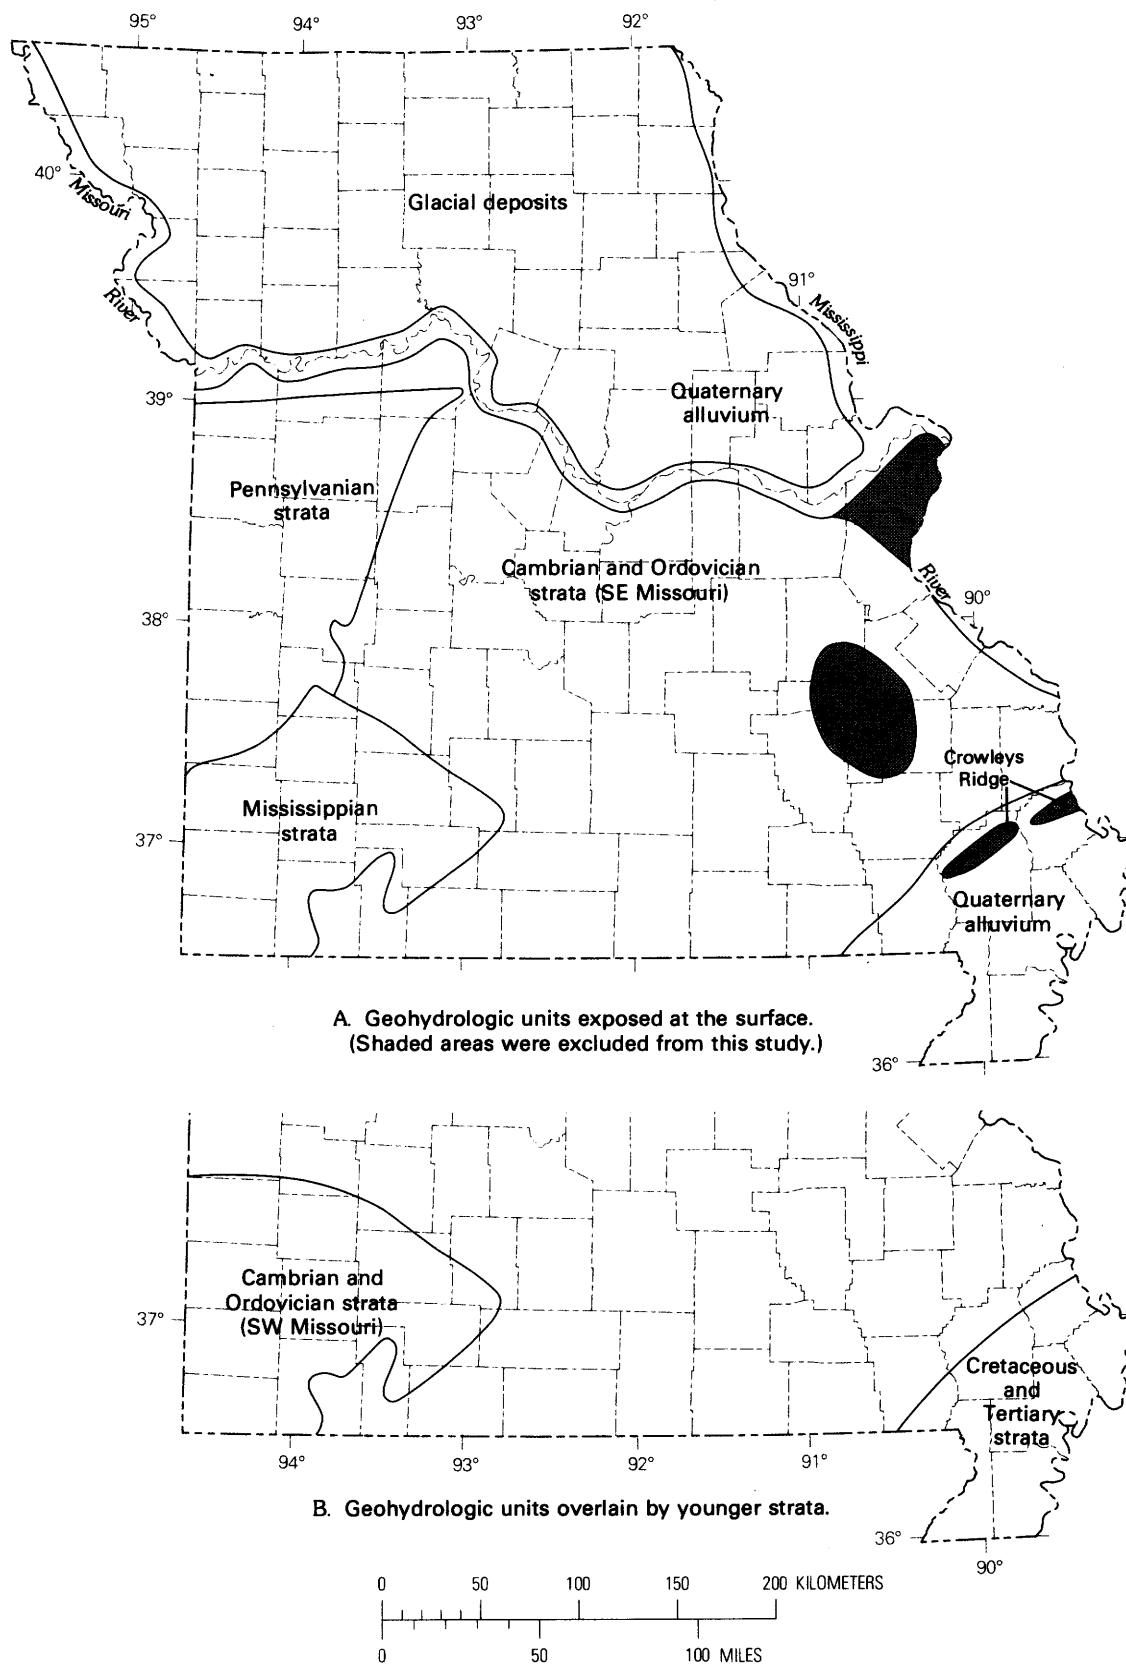 95°
94°
93°
92°
40°
Missouri
Glacial deposits
River
91°
Mississippi
39°
Quaternary
alluvium
Pennsylvanian
strata
Cambrian and Ordovician
strata (SE Missouri)
River
90°
38°
Crowleys
Ridge
Mississippian
strata
37°
Quaternary
alluvium
A. Geohydrologic units exposed at the surface.
(Shaded areas were excluded from this study.)
36°
Cambrian and
Ordovician strata
(SW Missouri)
37°
Cretaceous
and
Tertiary
strata
94°
93°
92°
91°
B. Geohydrologic units overlain by younger strata.
36°
90°
0 50 100 150 200 KILOMETERS
0 50 100 MILES